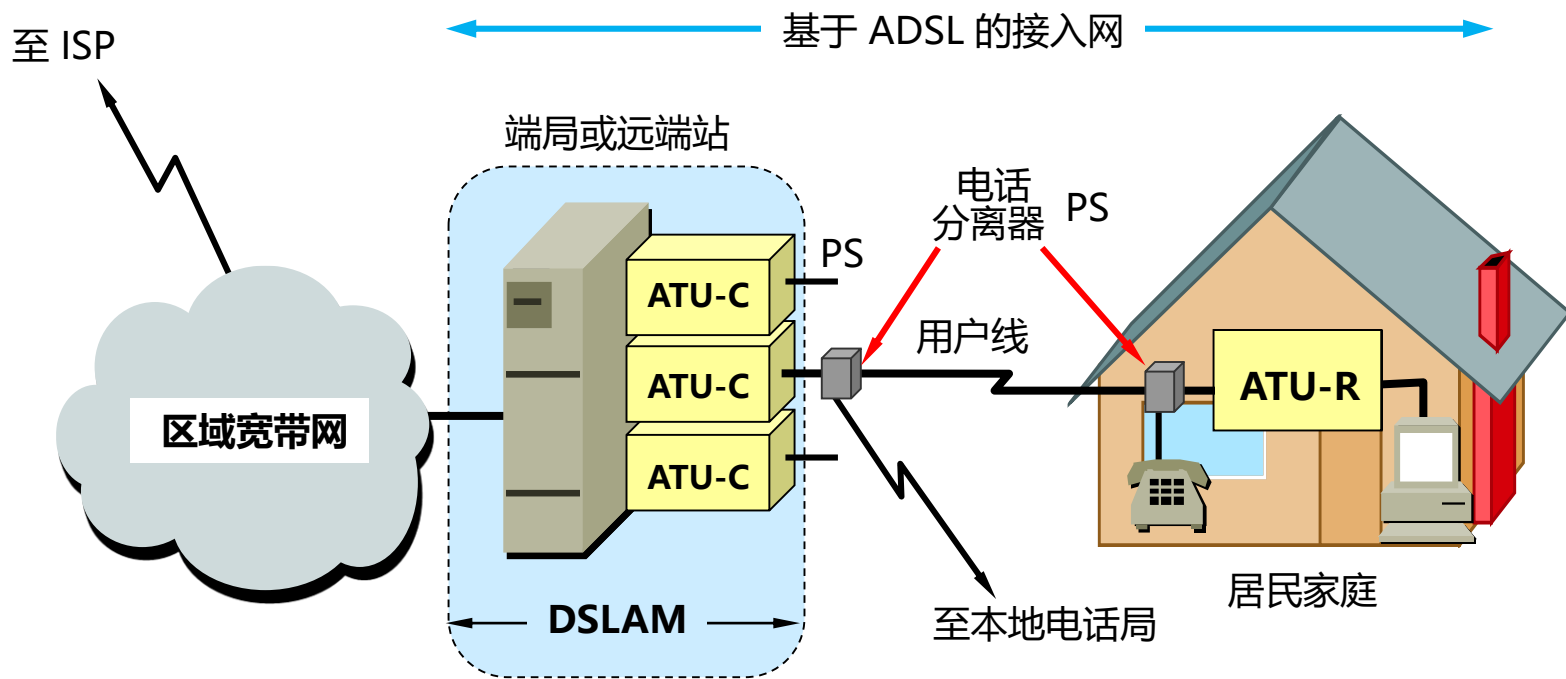 基于 ADSL 的接入网
至 ISP
端局或远端站
电话
分离器
PS
PS
ATU-C
用户线
ATU-C
ATU-R
区域宽带网
ATU-C
居民家庭
DSLAM
至本地电话局